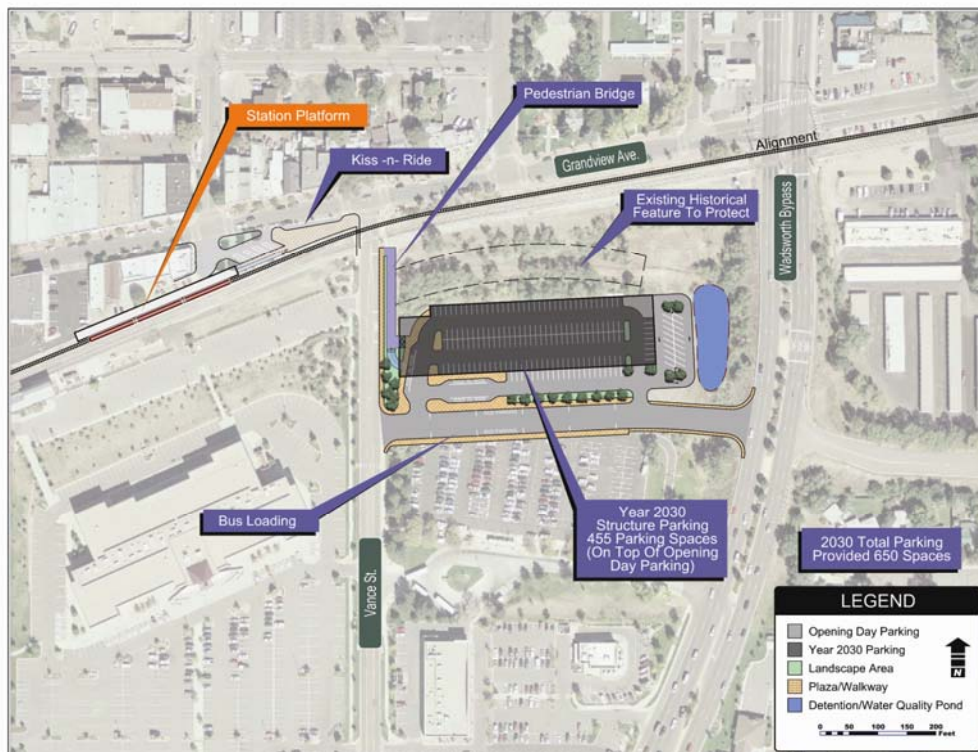 Pedestrian Bridge
Station Platform
Alignment
Kiss -n- Ride
Grandview Ave.
Existing Historical
Feature To Protect
Wadsworth Bypass
Bus Loading
Year 2030
Structure Parking
455 Parking Spaces
(On Top Of Opening
Day Parking)
2030 Total Parking
Provided 650 Spaces
Vance St.
LEGEND
Opening Day Parking
Year 2030 Parking
Landscape Area
Plaza/Walkway
Detention/Water Quality Pond
N
0 50 100 150 200
Feet